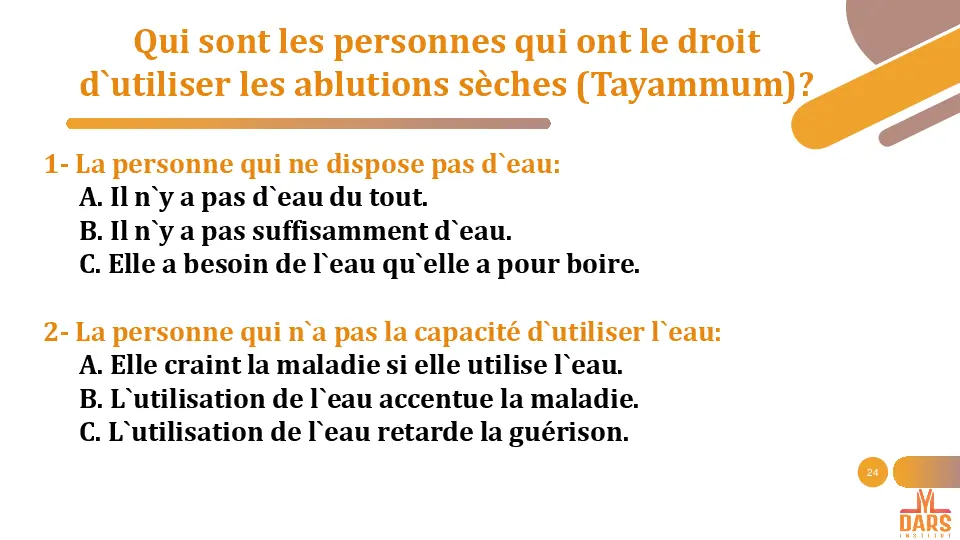 Qui sont les personnes qui ont le droit
d`utiliser les ablutions sèches (Tayammum)?
1- La personne qui ne dispose pas d`eau:
A. Il n`y a pas d`eau du tout.
B. Il n`y a pas suffisamment d`eau.
C. Elle a besoin de l`eau qu`elle a pour boire.
2- La personne qui n`a pas la capacité d`utiliser l`eau:
A. Elle craint la maladie si elle utilise l`eau.
B. L`utilisation de l`eau accentue la maladie.
C. L`utilisation de l`eau retarde la guérison.
24
DARS
INSTITUT